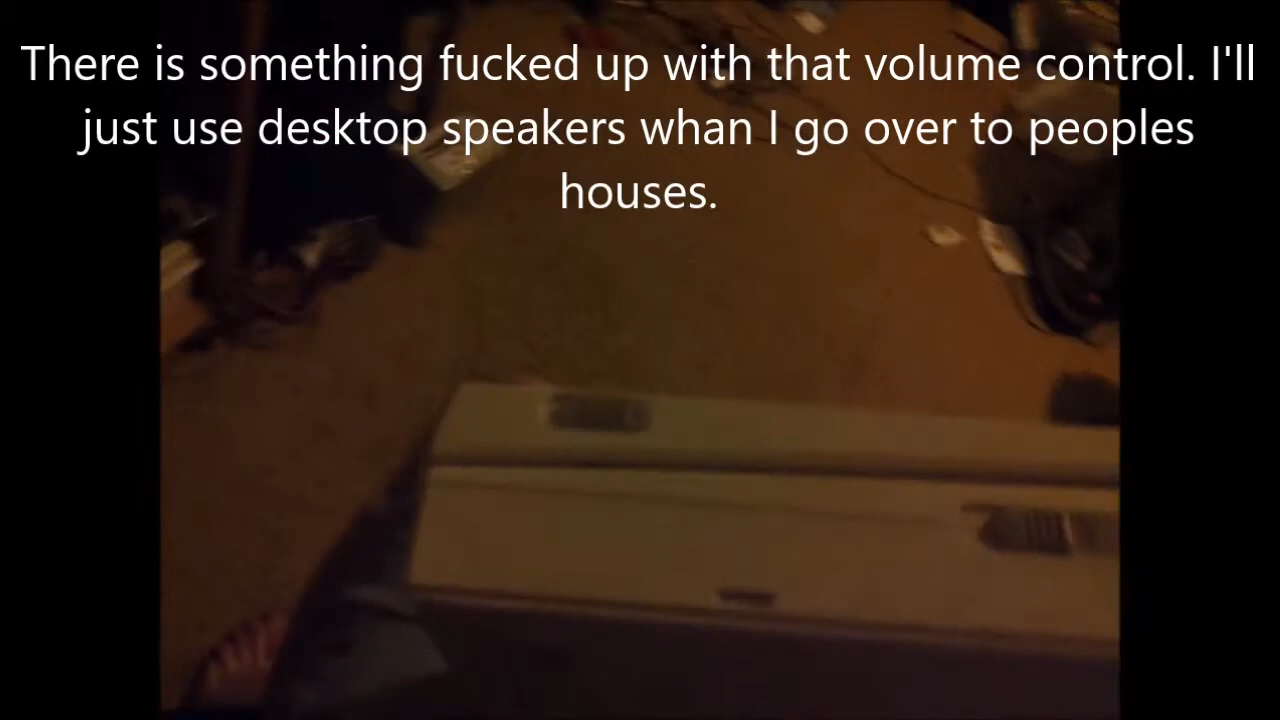 There is something fucked up with that volume control. I'll
just use desktop speakers whan I go over to peoples
houses.